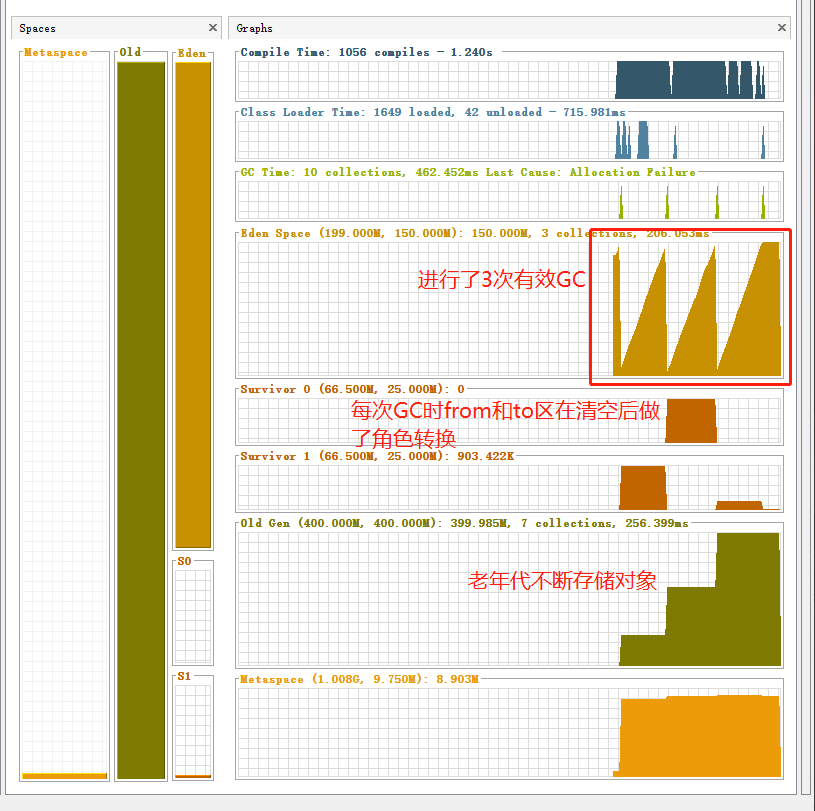 Spaces
Graphs
Metaspace
Old
Eden
S0
S1
Compile Time: 1056 compiles - 1.240s
Class Loader Time: 1649 loaded, 42 unloaded - 715.981ms
GC Time: 10 collections, 462.452ms Last Cause: Allocation Failure
Eden Space (199.000M, 150.000M): 150.000M, 3 collections, 206.053ms
进行了3次有效GC
Survivor 0 (66.500M, 25.000M): 0
每次GC时from和to区在清空后做
了角色转换
Survivor 1 (66.500M, 25.000M): 903.422K
Old Gen (400.000M, 400.000M): 399.985M, 7 collections, 256.399ms
老年代不断存储对象
Metaspace (1.008G, 9.750M): 8.903M